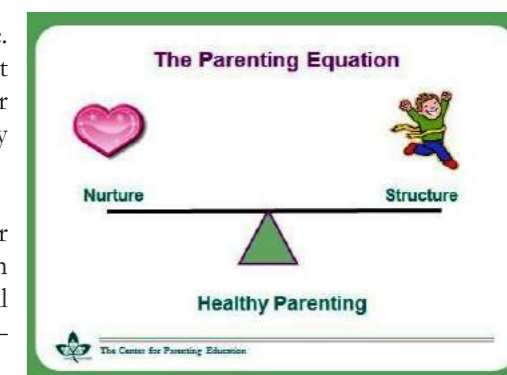 The Parenting Equation
Nurture
Structure
Healthy Parenting
The Center for Parenting Education